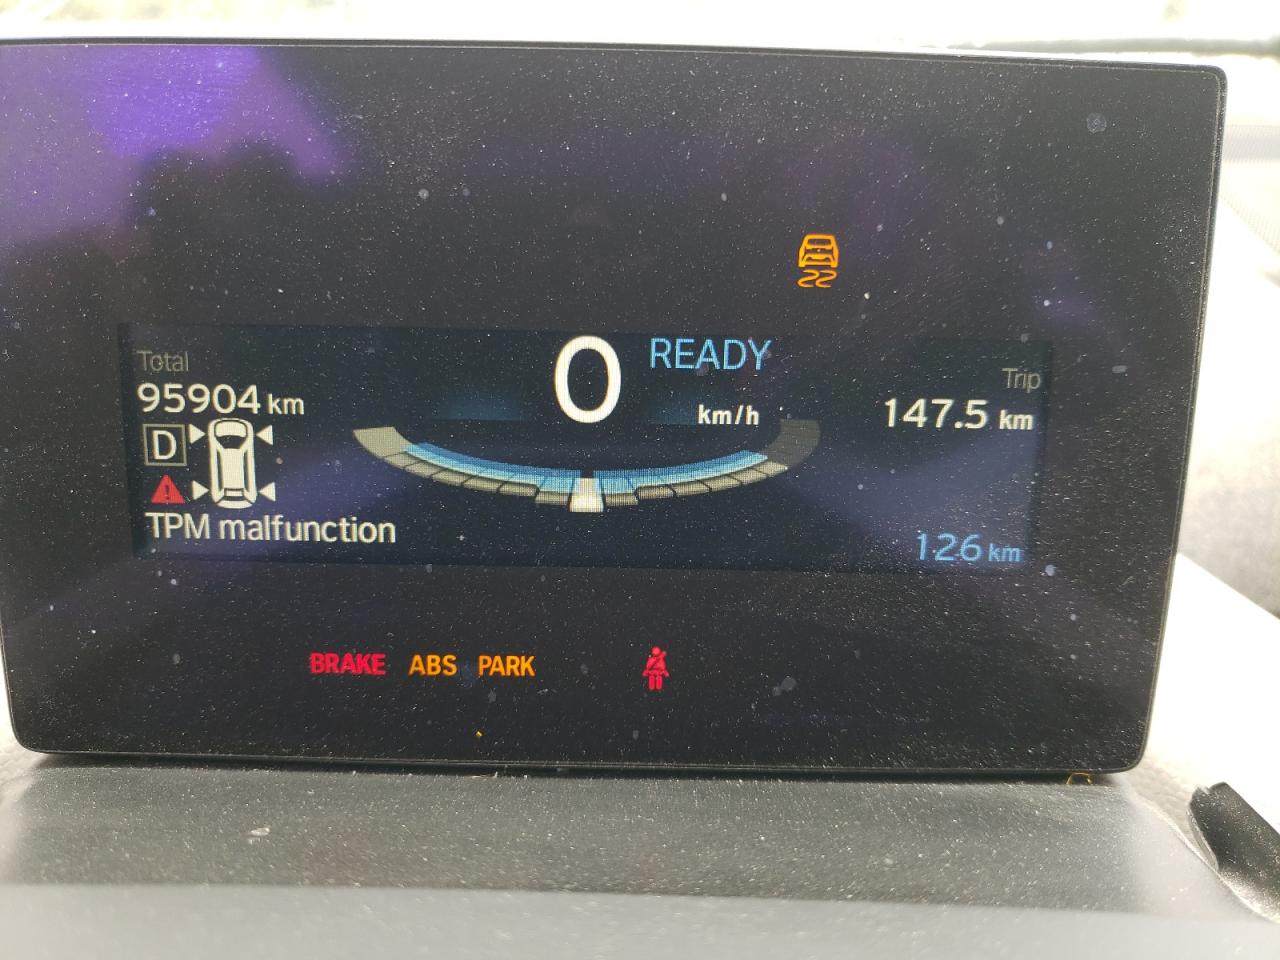 0 READY
km/h
Total
95904 km
D
TPM malfunction
Trip
147.5 km
126 km
BRAKE ABS PARK